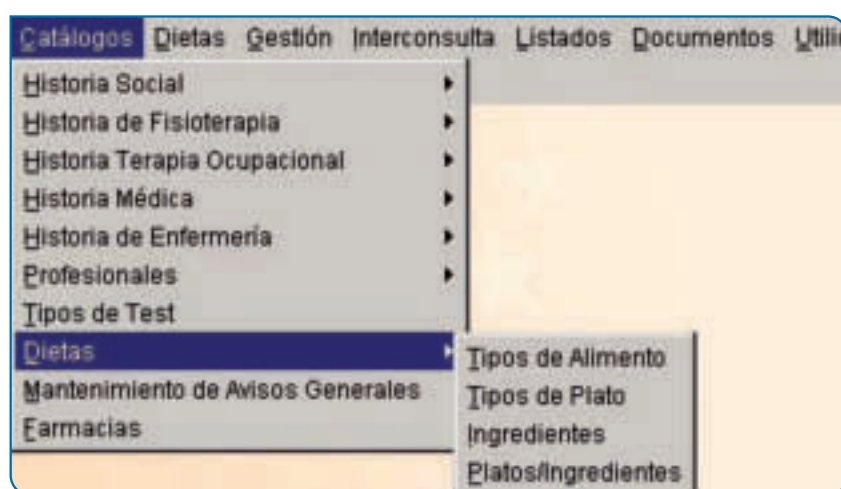 Catálogos Dietas Gestión Interconsulta Listados Documentos
Historia Social
Historia de Fisioterapia
Historia Terapia Ocupacional
Historia Médica
Historia de Enfermería
Profesionales
Tipos de Test
Dietas
Mantenimiento de Avisos Generales
Farmacias
Tipos de Alimento
Tipos de Plato
Ingredientes
Platos/Ingredientes